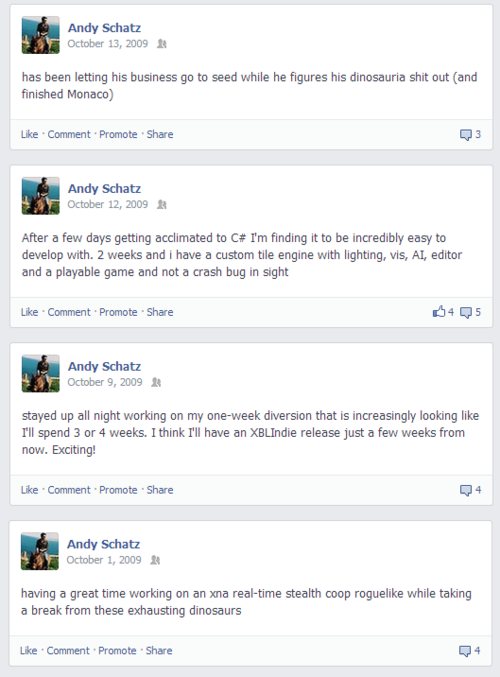 Andy Schatz
October 13, 2009
has been letting his business go to seed while he figures his dinosauria shit out (and
finished Monaco)
Like · Comment · Promote · Share 3
Andy Schatz
October 12, 2009
After a few days getting acclimated to C# I'm finding it to be incredibly easy to
develop with. 2 weeks and i have a custom tile engine with lighting, vis, AI, editor
and a playable game and not a crash bug in sight
Like · Comment · Promote · Share 4 5
Andy Schatz
October 9, 2009
stayed up all night working on my one-week diversion that is increasingly looking like
I'll spend 3 or 4 weeks. I think I'll have an XBLIndie release just a few weeks from
now. Exciting!
Like · Comment · Promote · Share 4
Andy Schatz
October 1, 2009
having a great time working on an xna real-time stealth coop roguelike while taking
a break from these exhausting dinosaurs
Like · Comment · Promote · Share 4